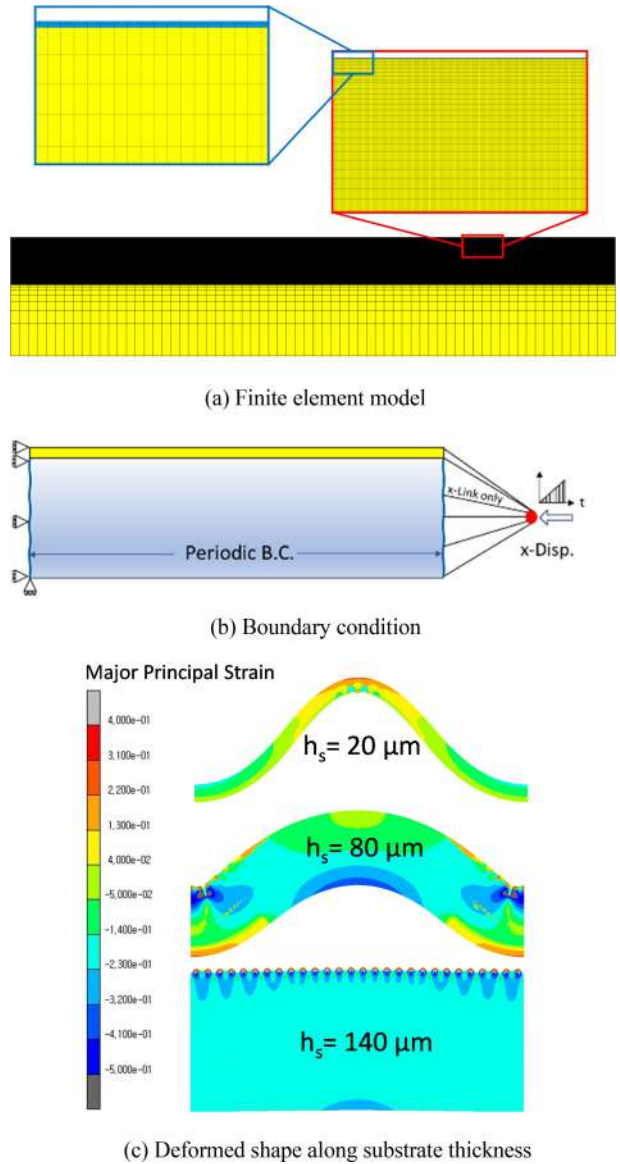 (a) Finite element model
x-Link only
t
Periodic B.C.
x-Disp.
(b) Boundary condition
Major Principal Strain
4,000e-01
3,100e-01
2,200e-01
1,300e-01
4,000e-02
-5,000e-02
-1,400e-01
-2,300e-01
-3,200e-01
-4,100e-01
-5,000e-01
hs= 20 μm
hs= 80 μm
hs= 140 μm
(c) Deformed shape along substrate thickness